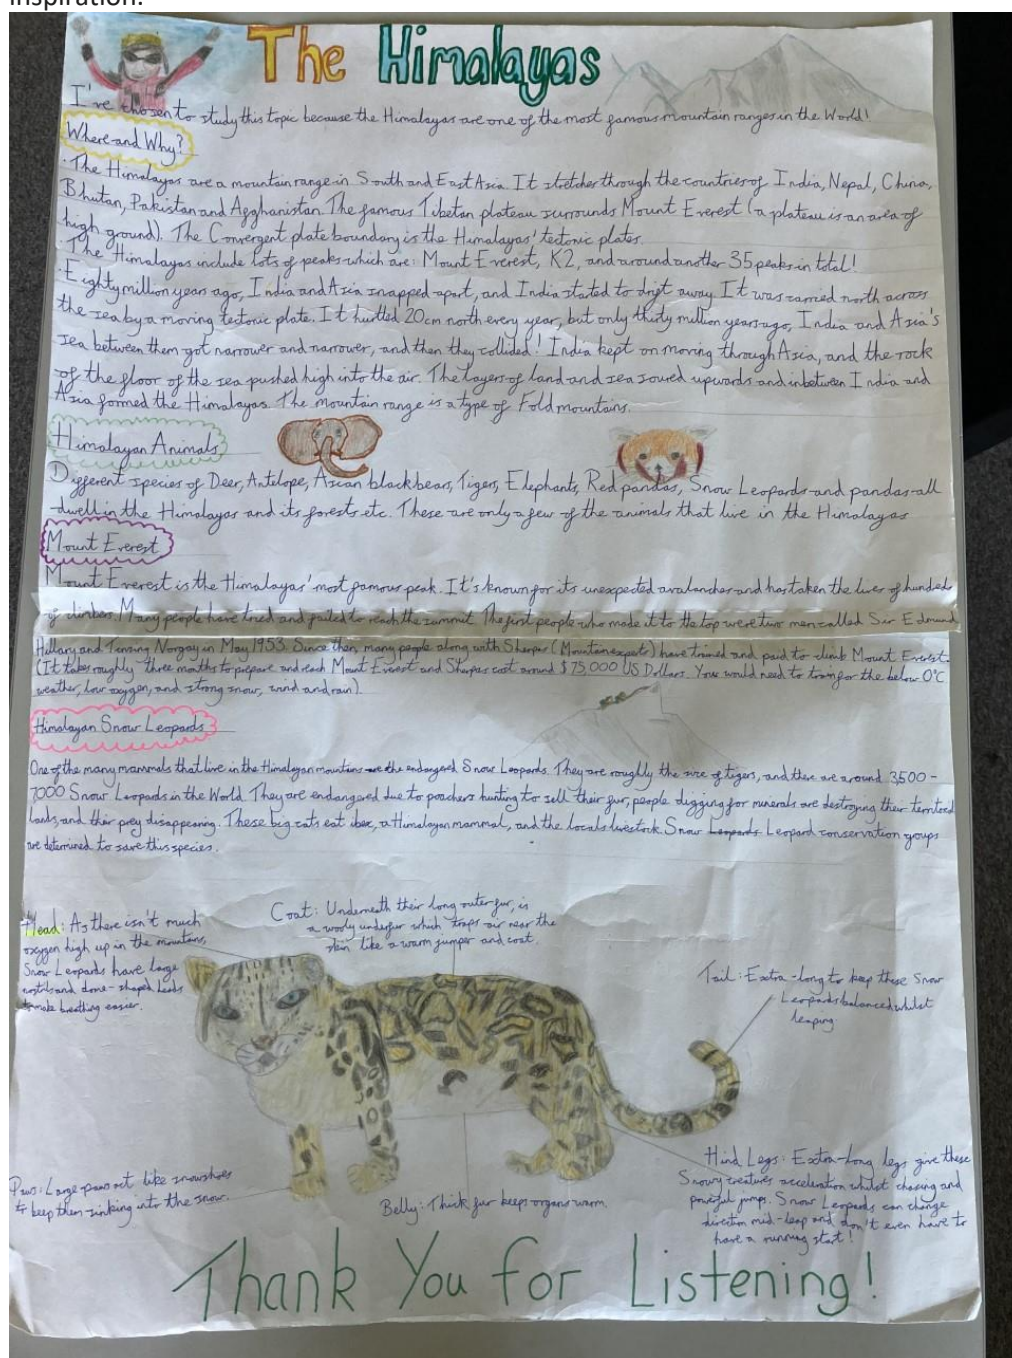 inspiration.
The Himalayas
I've chosen to study this topic because the Himalayas are one of the most famous mountain ranges in the World!
Where and Why?
· The Himalayas are a mountain range in South and East Asia. It stretches through the countries of India, Nepal, China,
Bhutan, Pakistan and Afghanistan. The famous Tibetan plateau surrounds Mount Everest (a plateau is an area of
high ground). The Convergent plate boundary is the Himalayas' tectonic plates.
· The Himalayas include lots of peaks which are: Mount Everest, K2, and around another 35 peaks in total!
· Eighty million years ago, India and Asia snapped apart, and India started to drift away. It was carried north across
the sea by a moving tectonic plate. It hurtled 20cm north every year, but only thirty million years ago, India and Asia's
sea between them got narrower and narrower, and then they collided! India kept on moving through Asia, and the rock
of the floor of the sea pushed high into the air. The layers of land and sea soured upwards and inbetween India and
Asia formed the Himalayas. The mountain range is a type of Fold mountains.
Himalayan Animals
Different species of Deer, Antelope, Asian black bears, Tigers, Elephants, Red pandas, Snow Leopards and pandas all
dwell in the Himalayas and its forests etc. These are only a few of the animals that live in the Himalayas
Mount Everest
Mount Everest is the Himalayas' most famous peak. It's known for its unexpected avalanches and has taken the lives of hundred
of climbers. Many people have tried and failed to reach the summit. The first people who made it to the top were two men called Sir Edmund
Hillary and Tenzing Norgay in May 1953. Since then, many people along with Sherpas (Mountain experts) have trained and paid to climb Mount Everest.
(It takes roughly three months to prepare and reach Mount Everest and Sherpas cost around $75,000 US Dollars. You would need to train for the below 0°C
weather, low oxygen, and strong snow, wind and rain).
Himalayan Snow Leopards
One of the many mammals that live in the Himalayan mountains are the endangered Snow Leopards. They are roughly the size of tigers, and there are around 3,500 -
7000 Snow Leopards in the World. They are endangered due to poachers hunting to sell their fur, people digging for minerals are destroying their
lands, and their prey disappearing. These big cats eat ibex, a Himalayan mammal, and the locals livestock. Snow Leopards Leopard conservation groups
are determined to save this species.
Head: As there isn't much
oxygen high up in the mountains,
Snow Leopards have large
nostrils and dome-shaped heads
to make breathing easier.
Coat: Underneath their long outer fur, is
a wooly underfur which traps air near the
skin like a warm jumper and coat.
Tail: Extra-long to keep these Snow
Leopards balanced whilst
leaping.
Paws: Large paws act like snowshoes
to keep them sinking into the snow.
Belly: Thick fur keeps organs warm.
Hind Legs: Extra-long legs give these
Snowy creatures acceleration whilst chasing and
powerful jumps. Snow Leopards can change
direction mid-leap and don't even have to
have a running start!
Thank You for Listening!